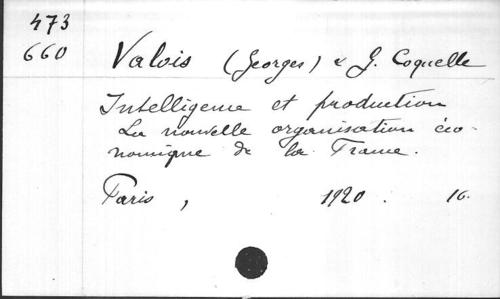 473
660
Valois (Georges) & G. Coquelle
Intelligence et production
La nouvelle organisation éco-
nomique de la France.
Paris, 1920. 16.